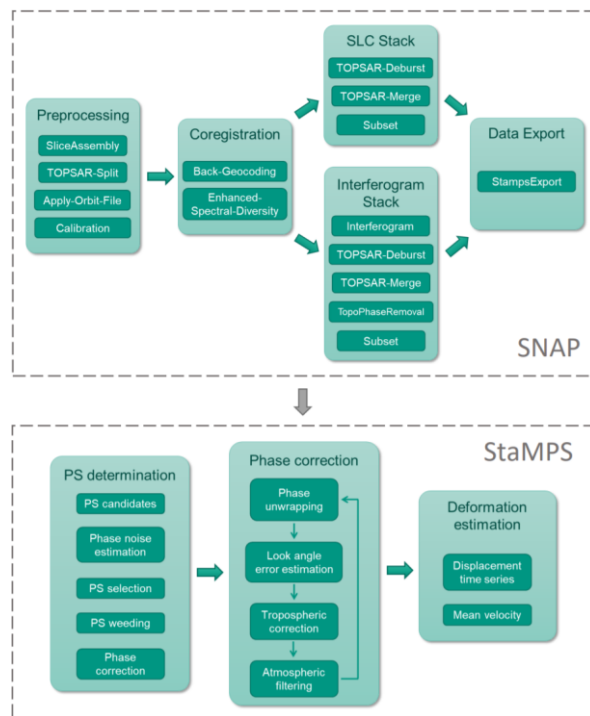 Preprocessing
SliceAssembly
TOPSAR-Split
Apply-Orbit-File
Calibration
Coregistration
Back-Geocoding
Enhanced-
Spectral-Diversity
SLC Stack
TOPSAR-Deburst
TOPSAR-Merge
Subset
Interferogram
Stack
Interferogram
TOPSAR-Deburst
TOPSAR-Merge
TopoPhaseRemoval
Subset
Data Export
StampsExport
SNAP
StaMPS
PS determination
PS candidates
Phase noise
estimation
PS selection
PS weeding
Phase
correction
Phase correction
Phase
unwrapping
Look angle
error estimation
Tropospheric
correction
Atmospheric
filtering
Deformation
estimation
Displacement
time series
Mean velocity